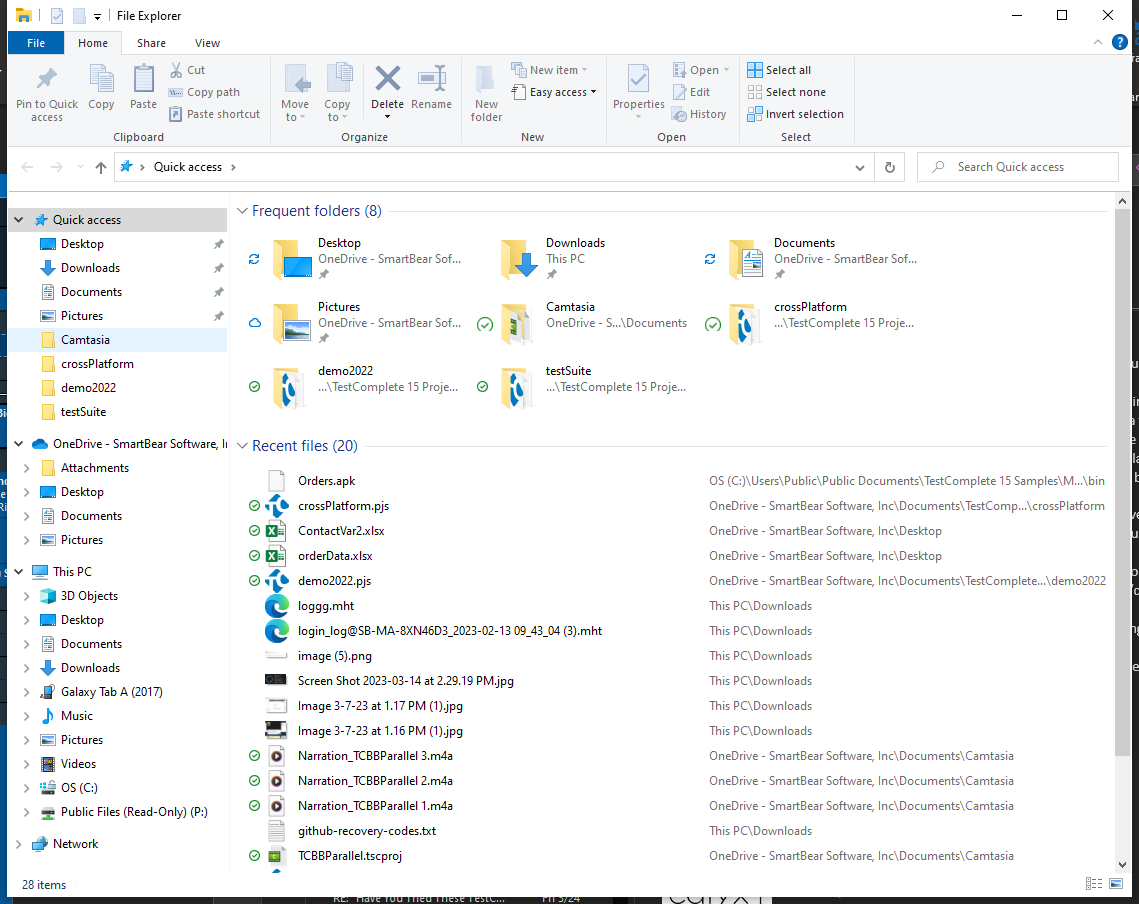 File Explorer
File Home Share View
Pin to Quick access
Copy
Paste
Cut
Copy path
Paste shortcut
Clipboard
Move to
Copy to
Delete
Rename
Organize
New folder
New item
Easy access
New
Properties
Open
Edit
History
Open
Select all
Select none
Invert selection
Select
Quick access
Search Quick access
Quick access
Desktop
Downloads
Documents
Pictures
Camtasia
crossPlatform
demo2022
testSuite
OneDrive - SmartBear Software, In
Attachments
Desktop
Documents
Pictures
This PC
3D Objects
Desktop
Documents
Downloads
Galaxy Tab A (2017)
Music
Pictures
Videos
OS (C:)
Public Files (Read-Only) (P:)
Network
Frequent folders (8)
Desktop
OneDrive - SmartBear Sof...
Downloads
This PC
Documents
OneDrive - SmartBear Sof...
Pictures
OneDrive - SmartBear Sof...
Camtasia
OneDrive - S...\Documents
crossPlatform
...\TestComplete 15 Proje...
demo2022
...\TestComplete 15 Proje...
testSuite
...\TestComplete 15 Proje...
Recent files (20)
Orders.apk OS (C:)\Users\Public\Public Documents\TestComplete 15 Samples\M...\bin
crossPlatform.pjs OneDrive - SmartBear Software, Inc\Documents\TestComp...\crossPlatform
ContactVar2.xlsx OneDrive - SmartBear Software, Inc\Desktop
orderData.xlsx OneDrive - SmartBear Software, Inc\Desktop
demo2022.pjs OneDrive - SmartBear Software, Inc\Documents\TestComplete...\demo2022
loggg.mht This PC\Downloads
login_log@SB-MA-8XN46D3_2023-02-13 09_43_04 (3).mht This PC\Downloads
image (5).png This PC\Downloads
Screen Shot 2023-03-14 at 2.29.19 PM.jpg This PC\Downloads
Image 3-7-23 at 1.17 PM (1).jpg This PC\Downloads
Image 3-7-23 at 1.16 PM (1).jpg This PC\Downloads
Narration_TCBBParallel 3.m4a OneDrive - SmartBear Software, Inc\Documents\Camtasia
Narration_TCBBParallel 2.m4a OneDrive - SmartBear Software, Inc\Documents\Camtasia
Narration_TCBBParallel 1.m4a OneDrive - SmartBear Software, Inc\Documents\Camtasia
github-recovery-codes.txt This PC\Downloads
TCBBParallel.tscproj OneDrive - SmartBear Software, Inc\Documents\Camtasia
28 items
RE: Have You Tried These TestC... Fri 3/24